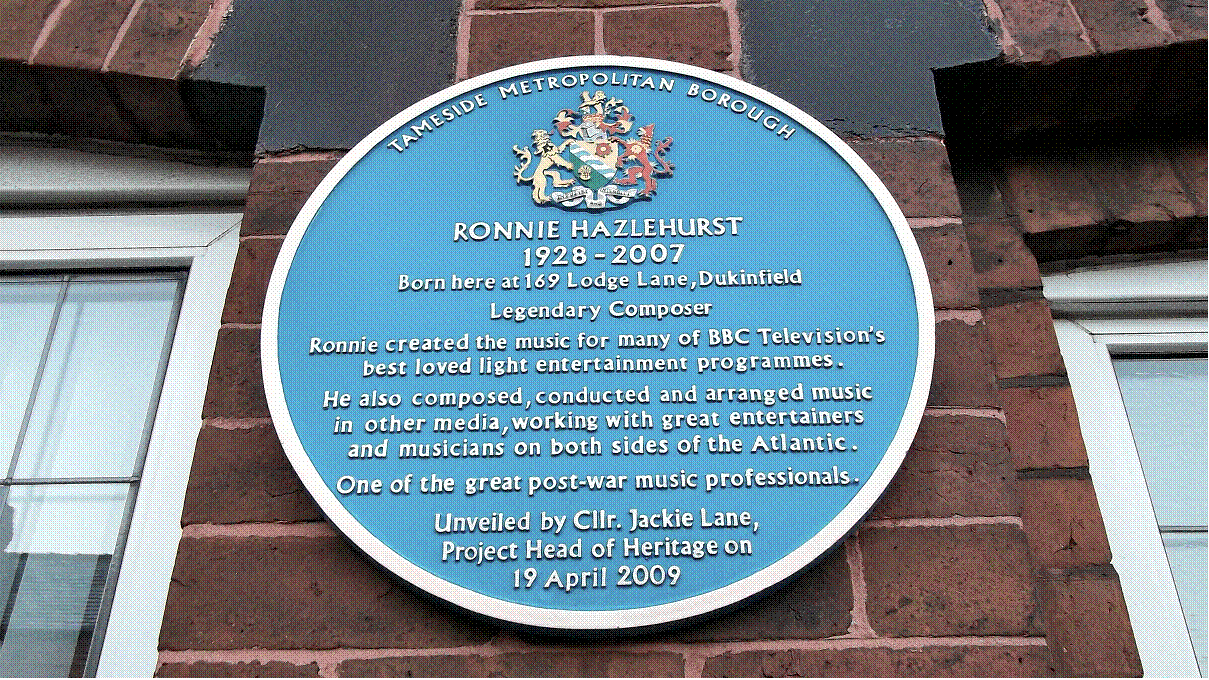 TAMESIDE METROPOLITAN BOROUGH
RONNIE HAZLEHURST
1928 - 2007
Born here at 169 Lodge Lane, Dukinfield
Legendary Composer
Ronnie created the music for many of BBC Television's
best loved light entertainment programmes.
He also composed, conducted and arranged music
in other media, working with great entertainers
and musicians on both sides of the Atlantic.
One of the great post-war music professionals.
Unveiled by Cllr. Jackie Lane,
Project Head of Heritage on
19 April 2009